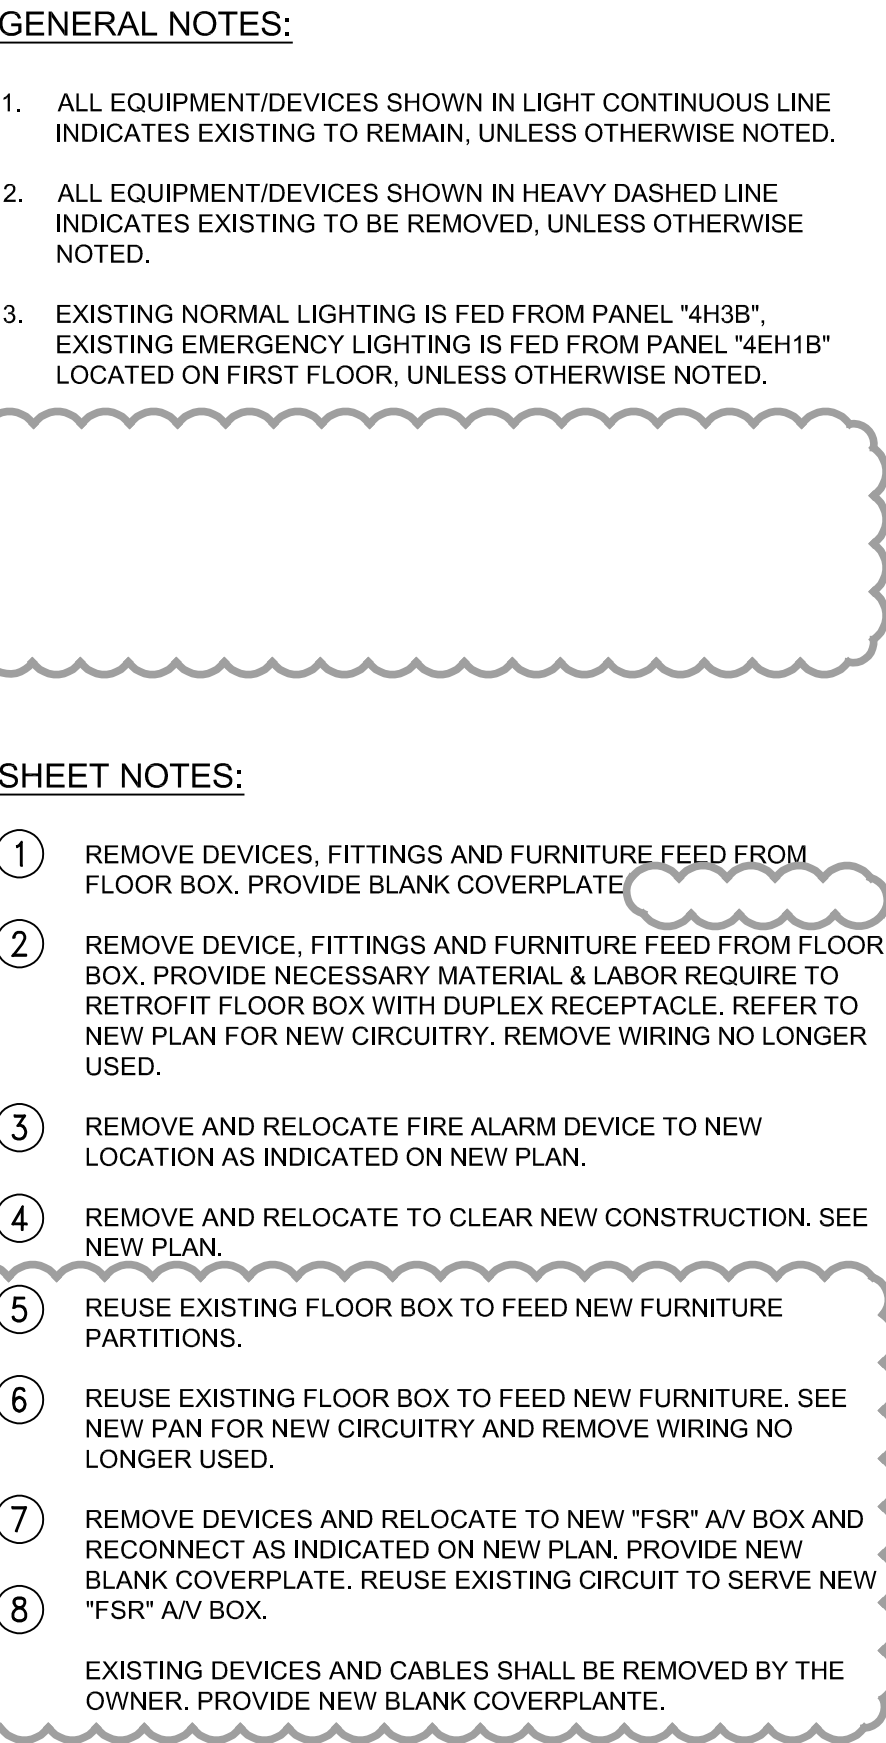 GENERAL NOTES:
1. ALL EQUIPMENT/DEVICES SHOWN IN LIGHT CONTINUOUS LINE
INDICATES EXISTING TO REMAIN, UNLESS OTHERWISE NOTED.
2. ALL EQUIPMENT/DEVICES SHOWN IN HEAVY DASHED LINE
INDICATES EXISTING TO BE REMOVED, UNLESS OTHERWISE
NOTED.
3. EXISTING NORMAL LIGHTING IS FED FROM PANEL "4H3B",
EXISTING EMERGENCY LIGHTING IS FED FROM PANEL "4EH1B"
LOCATED ON FIRST FLOOR, UNLESS OTHERWISE NOTED.
SHEET NOTES:
1 REMOVE DEVICES, FITTINGS AND FURNITURE FEED FROM
FLOOR BOX. PROVIDE BLANK COVERPLATE
2 REMOVE DEVICE, FITTINGS AND FURNITURE FEED FROM FLOOR
BOX. PROVIDE NECESSARY MATERIAL & LABOR REQUIRE TO
RETROFIT FLOOR BOX WITH DUPLEX RECEPTACLE. REFER TO
NEW PLAN FOR NEW CIRCUITRY. REMOVE WIRING NO LONGER
USED.
3 REMOVE AND RELOCATE FIRE ALARM DEVICE TO NEW
LOCATION AS INDICATED ON NEW PLAN.
4 REMOVE AND RELOCATE TO CLEAR NEW CONSTRUCTION. SEE
NEW PLAN.
5 REUSE EXISTING FLOOR BOX TO FEED NEW FURNITURE
PARTITIONS.
6 REUSE EXISTING FLOOR BOX TO FEED NEW FURNITURE. SEE
NEW PAN FOR NEW CIRCUITRY AND REMOVE WIRING NO
LONGER USED.
7 REMOVE DEVICES AND RELOCATE TO NEW "FSR" A/V BOX AND
RECONNECT AS INDICATED ON NEW PLAN. PROVIDE NEW
BLANK COVERPLATE. REUSE EXISTING CIRCUIT TO SERVE NEW
8 "FSR" A/V BOX.
EXISTING DEVICES AND CABLES SHALL BE REMOVED BY THE
OWNER. PROVIDE NEW BLANK COVERPLANTE.